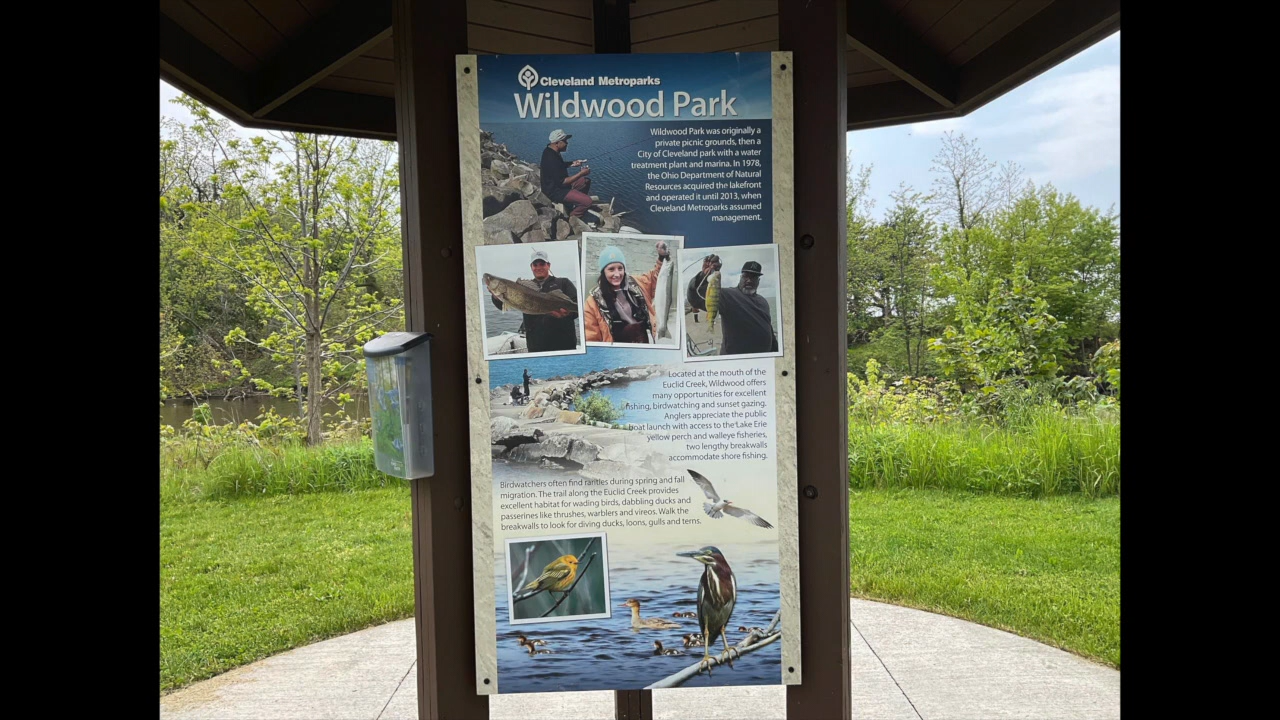 Cleveland Metroparks
Wildwood Park
Wildwood Park was originally a
private picnic grounds, then a
City of Cleveland park with a water
treatment plant and marina. In 1978,
the Ohio Department of Natural
Resources acquired the lakefront
and operated it until 2013, when
Cleveland Metroparks assumed
management.
Located at the mouth of the
Euclid Creek, Wildwood offers
many opportunities for excellent
fishing, birdwatching and sunset gazing.
Anglers appreciate the public
boat launch with access to the Lake Erie
yellow perch and walleye fisheries,
two lengthy breakwalls
accommodate shore fishing.
Birdwatchers often find rarities during spring and fall
migration. The trail along the Euclid Creek provides
excellent habitat for wading birds, dabbling ducks and
passerines like thrushes, warblers and vireos. Walk the
breakwalls to look for diving ducks, loons, gulls and terns.